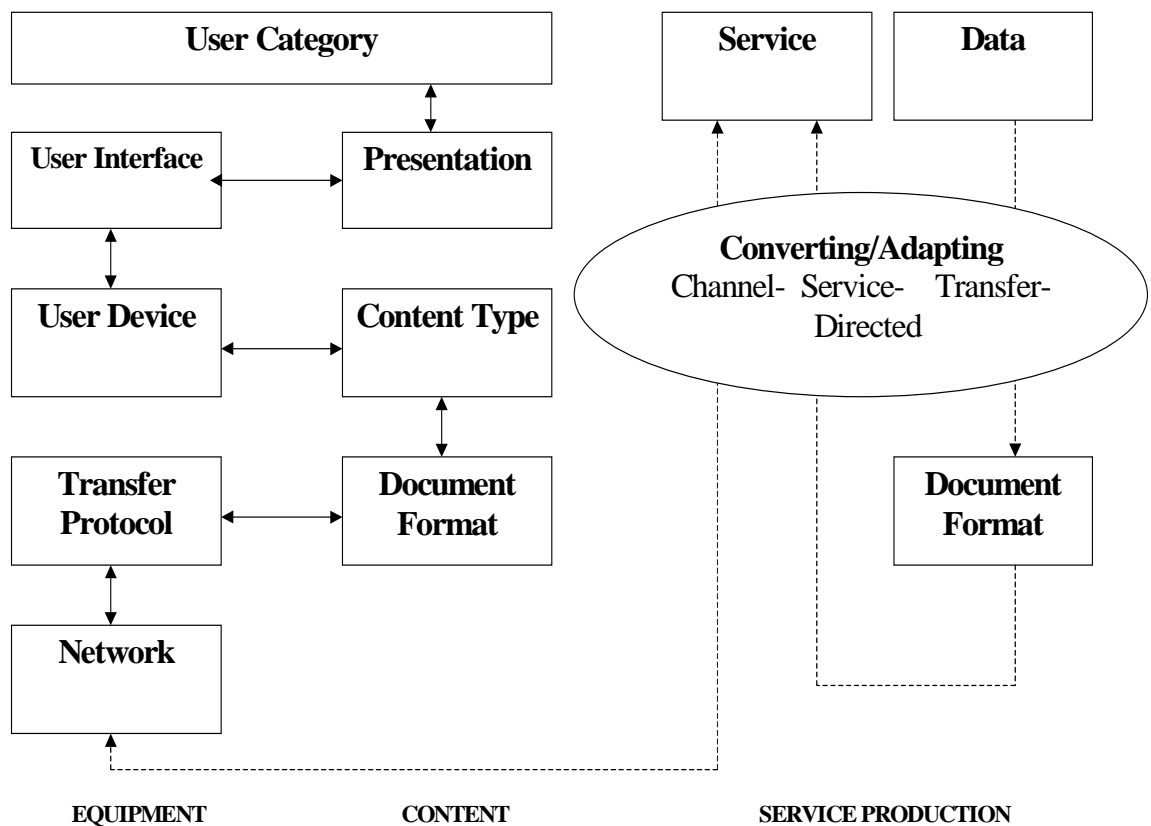 User Category
Service
Data
User Interface
Presentation
Converting/Adapting
Channel- Service- Transfer-
Directed
User Device
Content Type
Transfer
Protocol
Document
Format
Document
Format
Network
EQUIPMENT
CONTENT
SERVICE PRODUCTION